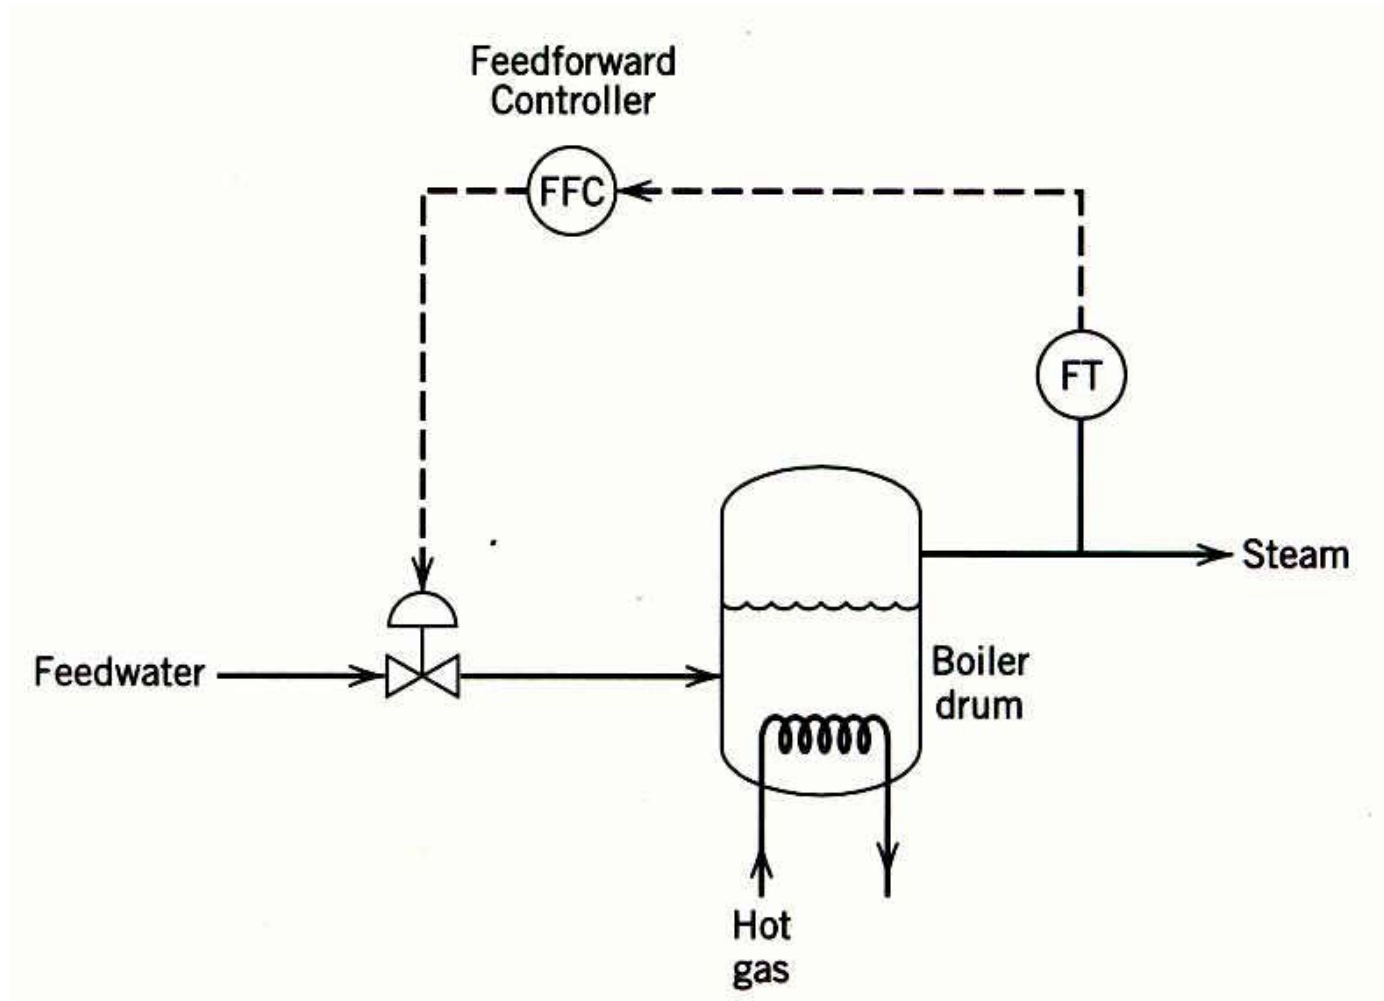 Feedforward
Controller
FFC
FT
Steam
Feedwater
Boiler
drum
Hot
gas